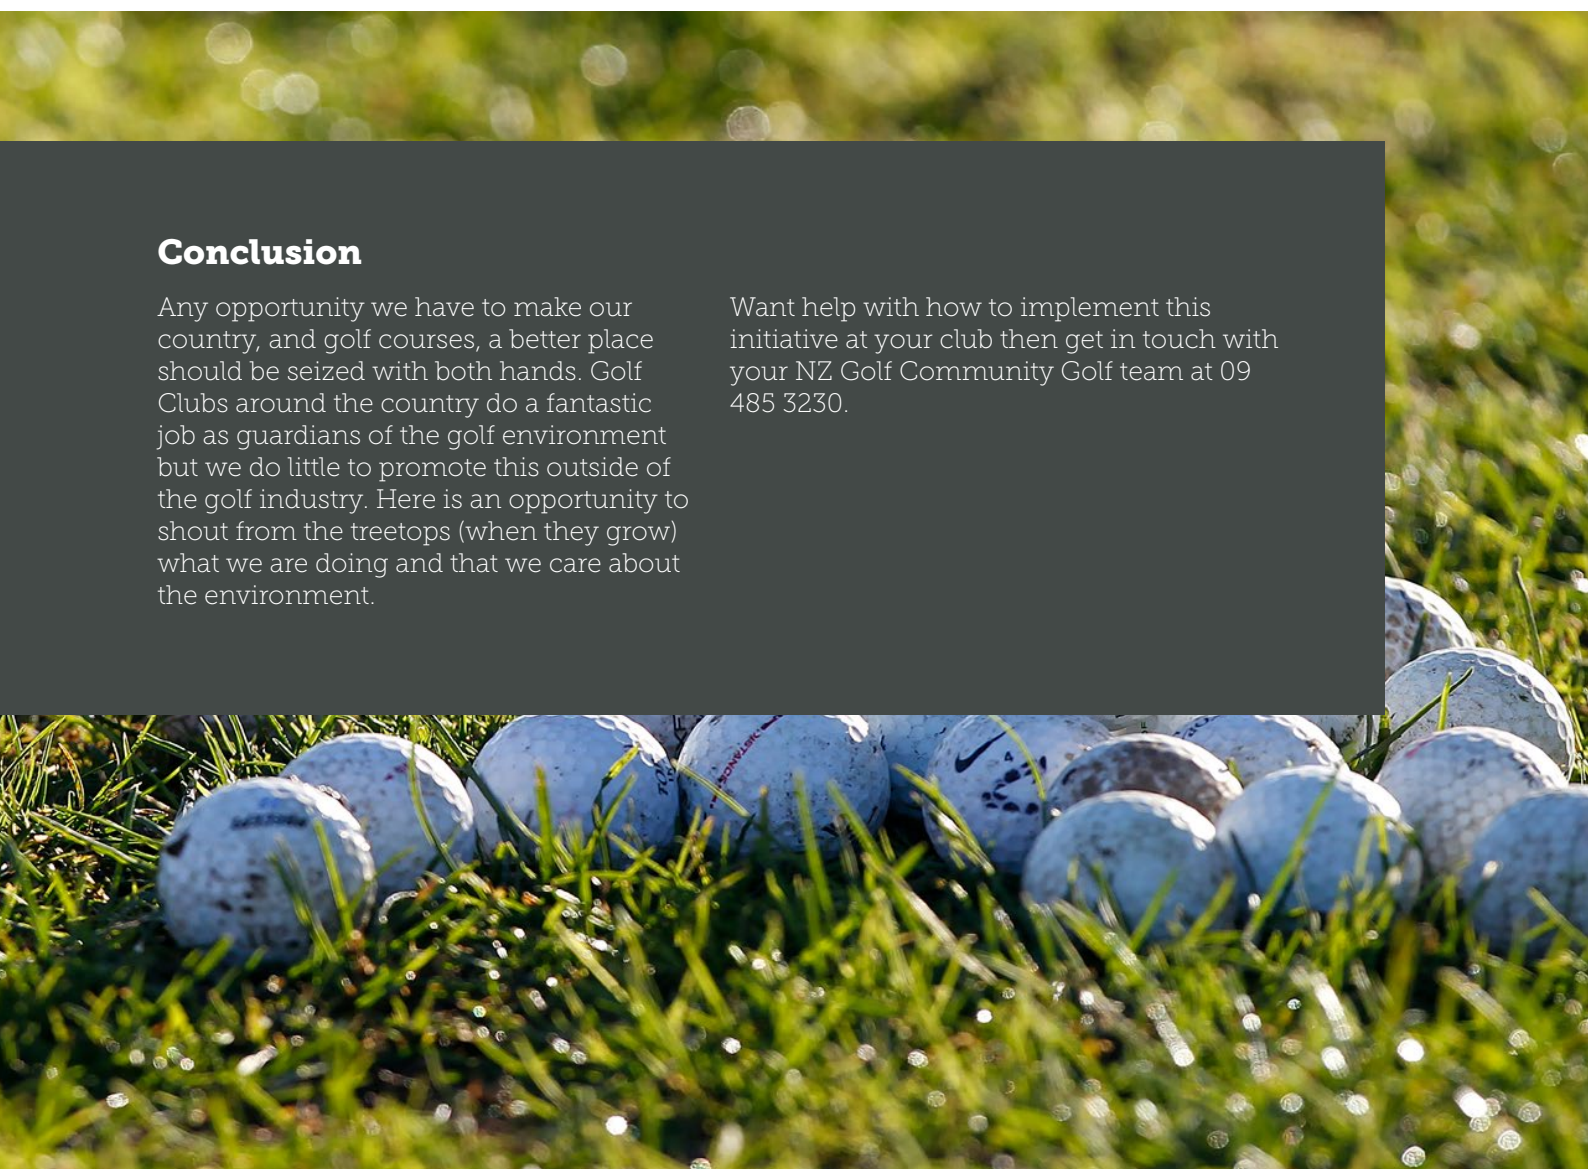 Conclusion
Any opportunity we have to make our
country, and golf courses, a better place
should be seized with both hands. Golf
Clubs around the country do a fantastic
job as guardians of the golf environment
but we do little to promote this outside of
the golf industry. Here is an opportunity to
shout from the treetops (when they grow)
what we are doing and that we care about
the environment.
Want help with how to implement this
initiative at your club then get in touch with
your NZ Golf Community Golf team at 09
485 3230.